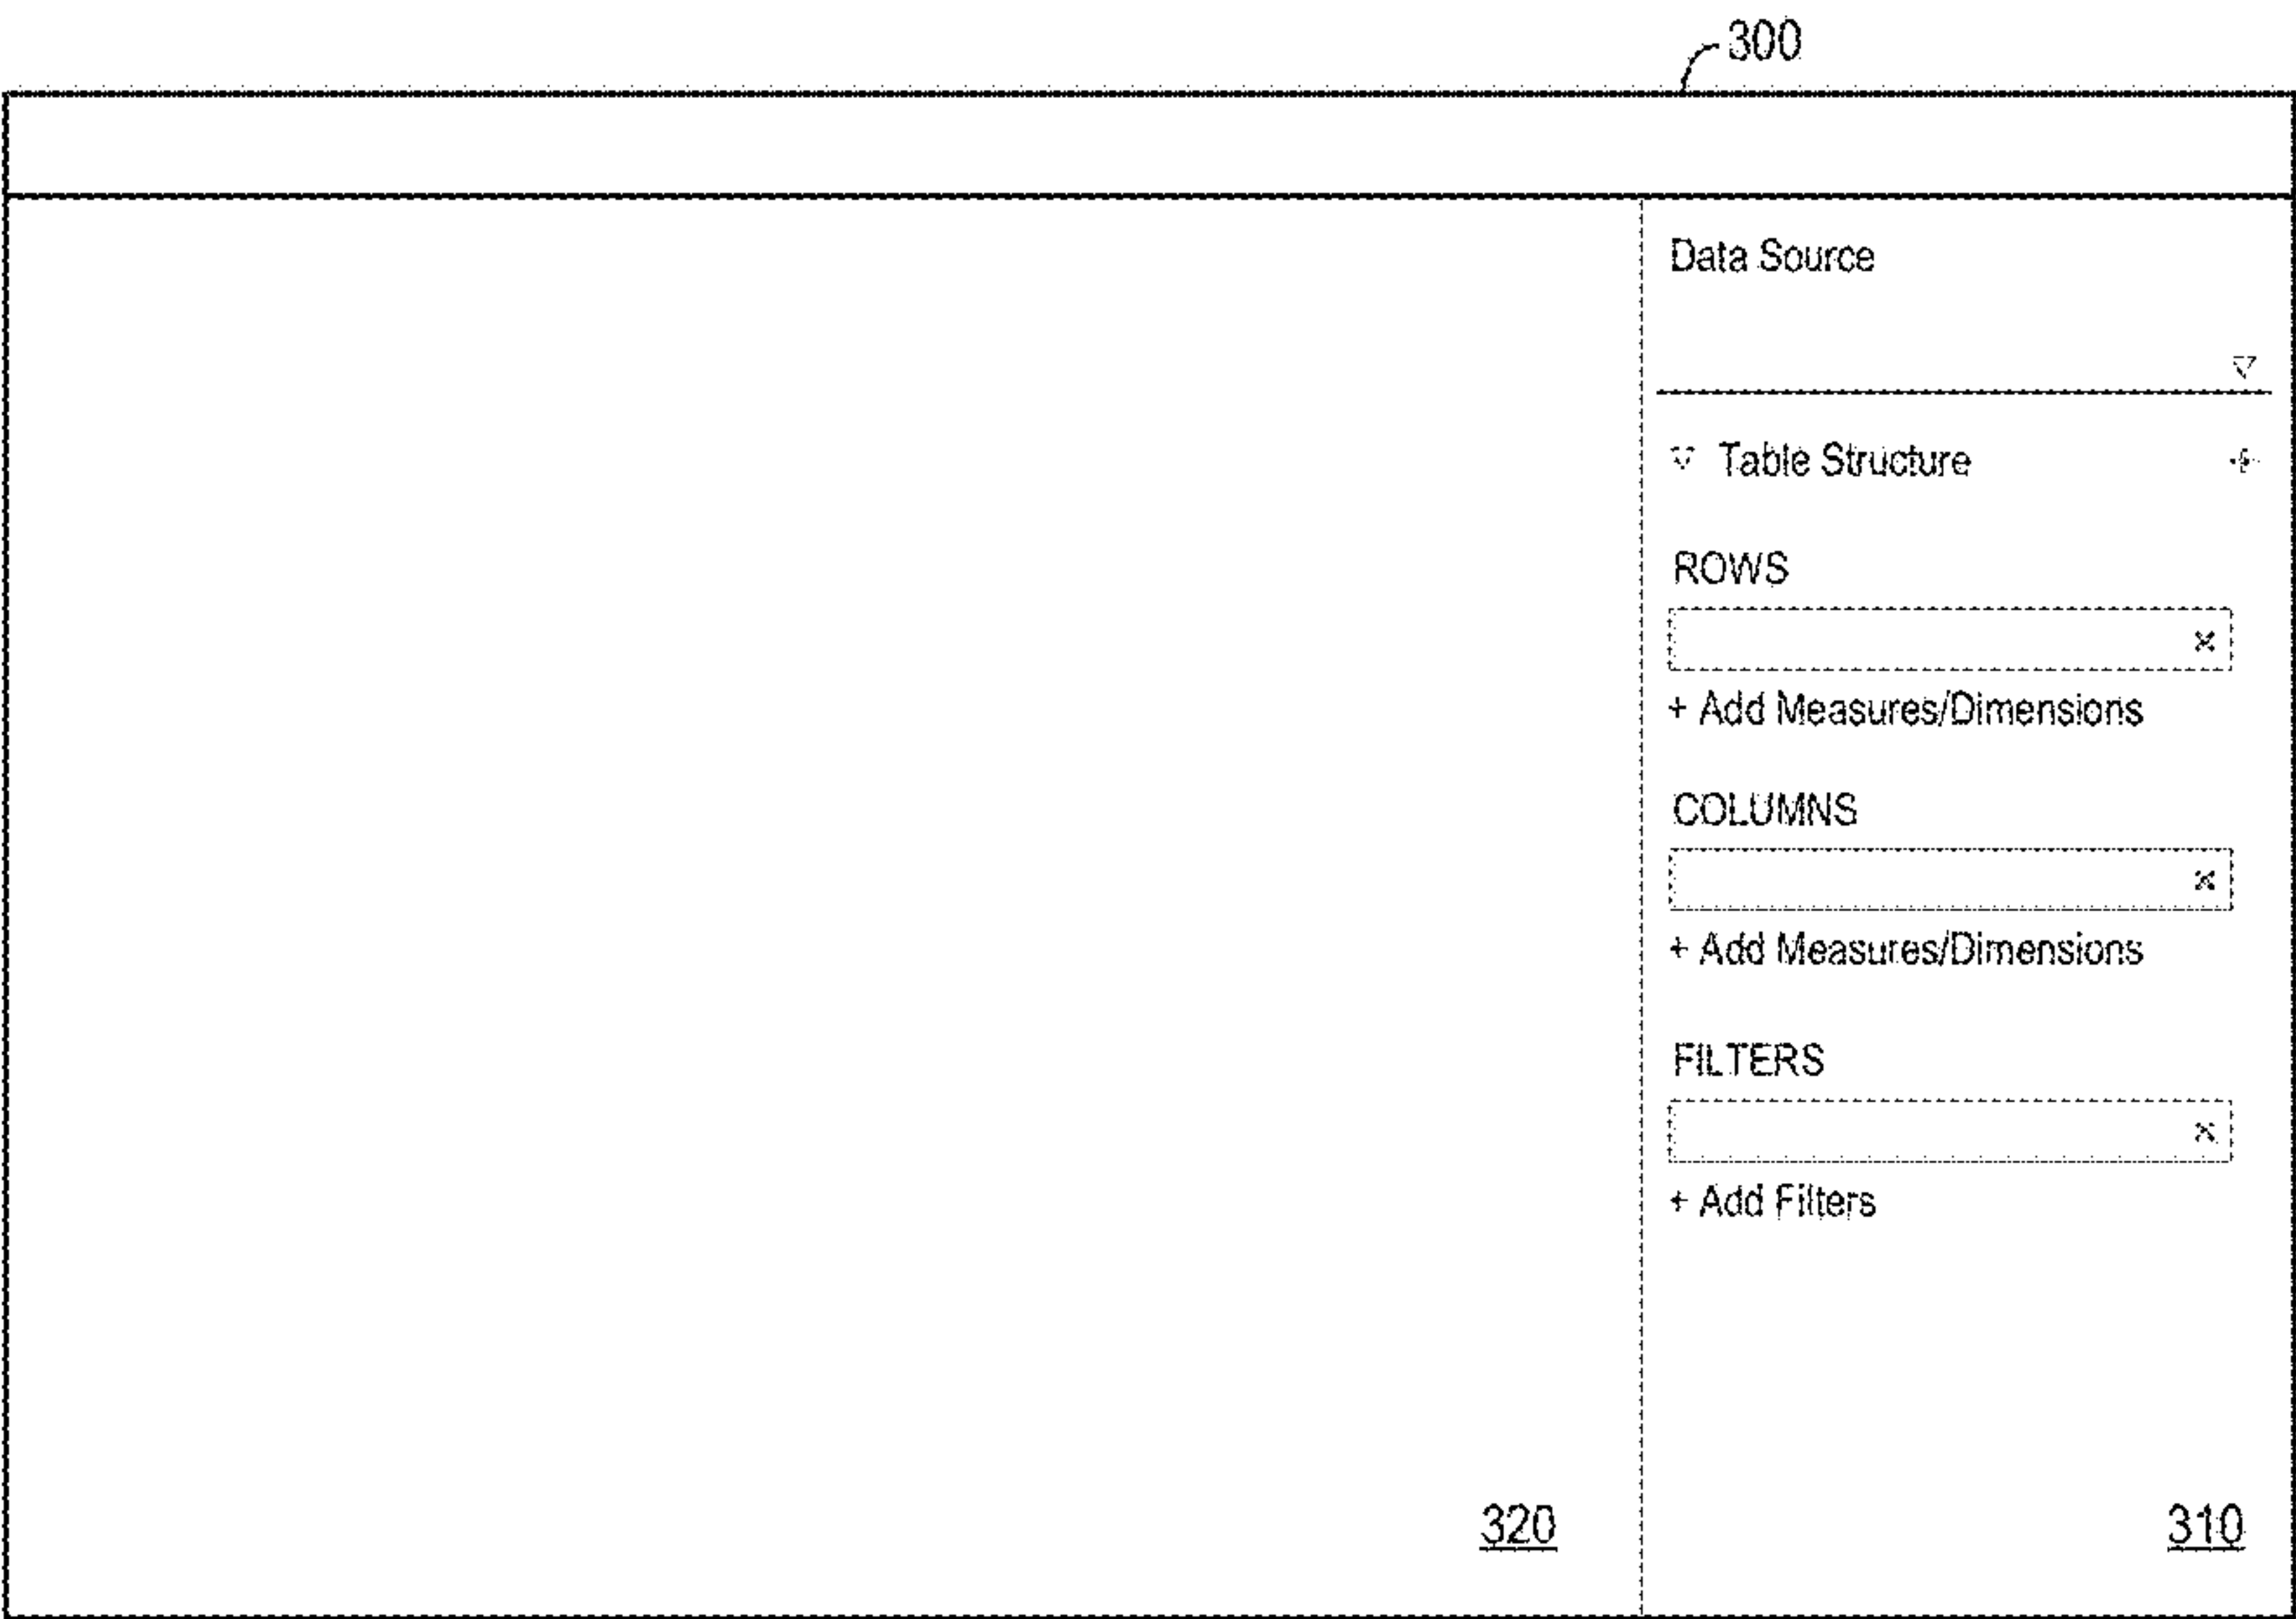 300
Data Source
Table Structure +
ROWS
×
+ Add Measures/Dimensions
COLUMNS
×
+ Add Measures/Dimensions
FILTERS
×
+ Add Filters
320
310